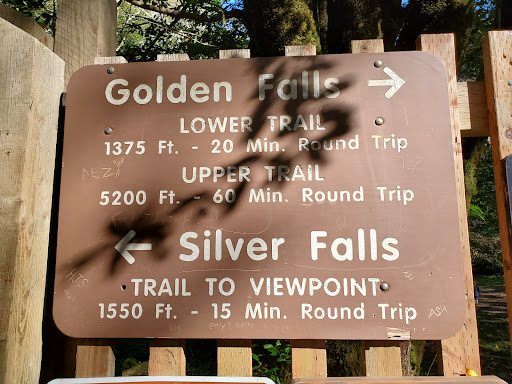 Golden Falls →
LOWER TRAIL
1375 Ft. - 20 Min. Round Trip
UPPER TRAIL
5200 Ft. - 60 Min. Round Trip
← Silver Falls
TRAIL TO VIEWPOINT
1550 Ft. - 15 Min. Round Trip